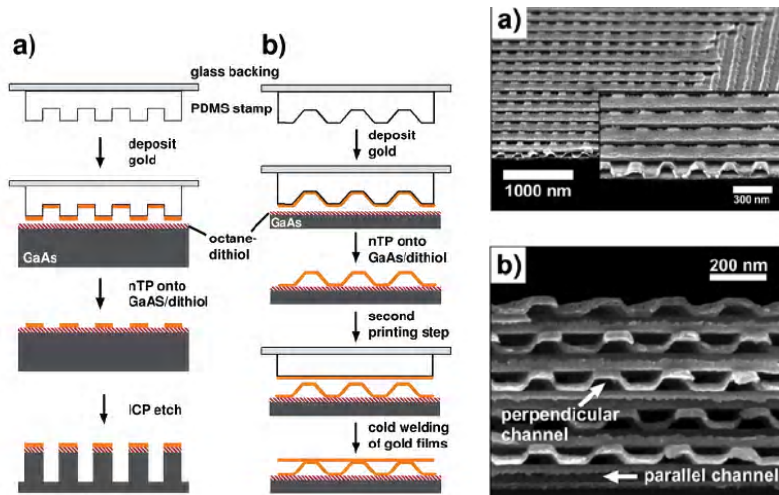 a)
glass backing
PDMS stamp
deposit
gold
octane-
dithiol
GaAs
nTP onto
GaAS/dithiol
ICP etch
b)
deposit
gold
GaAs
nTP onto
GaAs/dithiol
second
printing step
cold welding
of gold films
a)
1000 nm
300 nm
b)
200 nm
perpendicular
channel
parallel channel